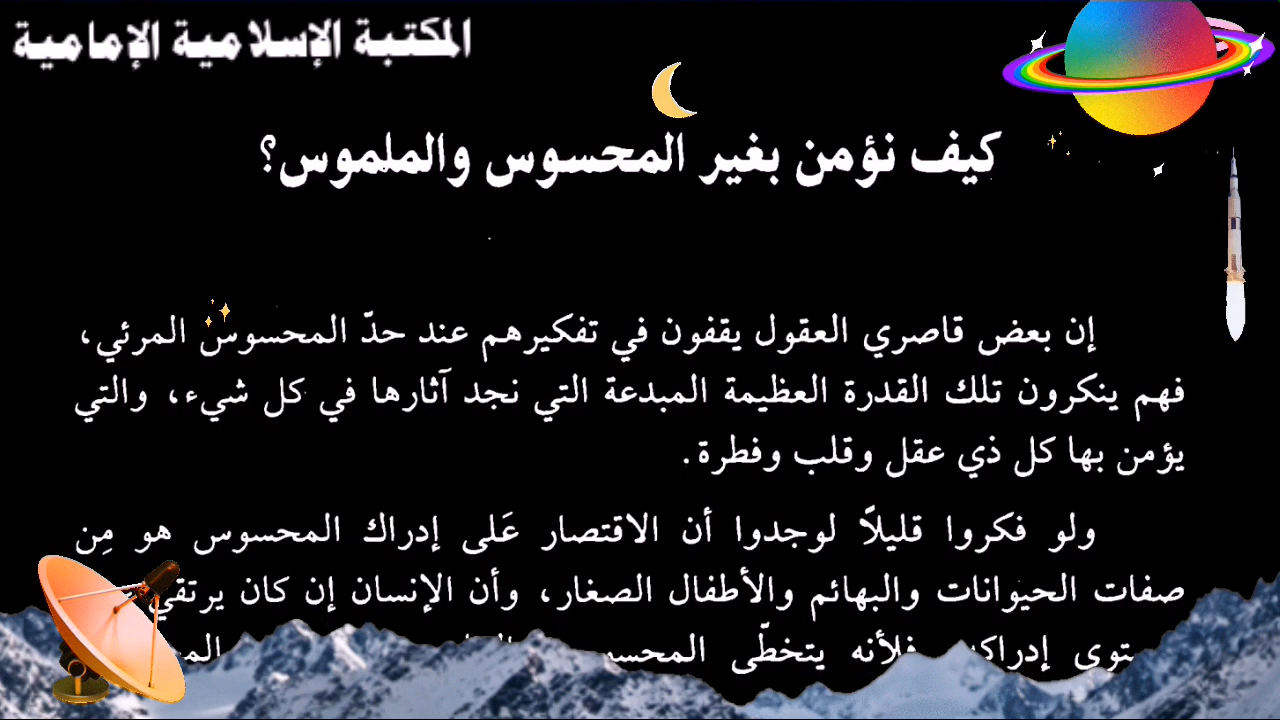 المكتبة الإسلامية الإمامية
كيف نؤمن بغير المحسوس والملموس؟
إن بعض قاصري العقول يقفون في تفكيرهم عند حدّ المحسوس المرئي،
فهم ينكرون تلك القدرة العظيمة المبدعة التي نجد آثارها في كل شيء، والتي
يؤمن بها كل ذي عقل وقلب وفطرة.
ولو فكروا قليلاً لوجدوا أن الاقتصار عَلى إدراك المحسوس هو مِن
صفات الحيوانات والبهائم والأطفال الصغار، وأن الإنسان إن كان يرتقي
إدراكه فلأنه يتخطّى